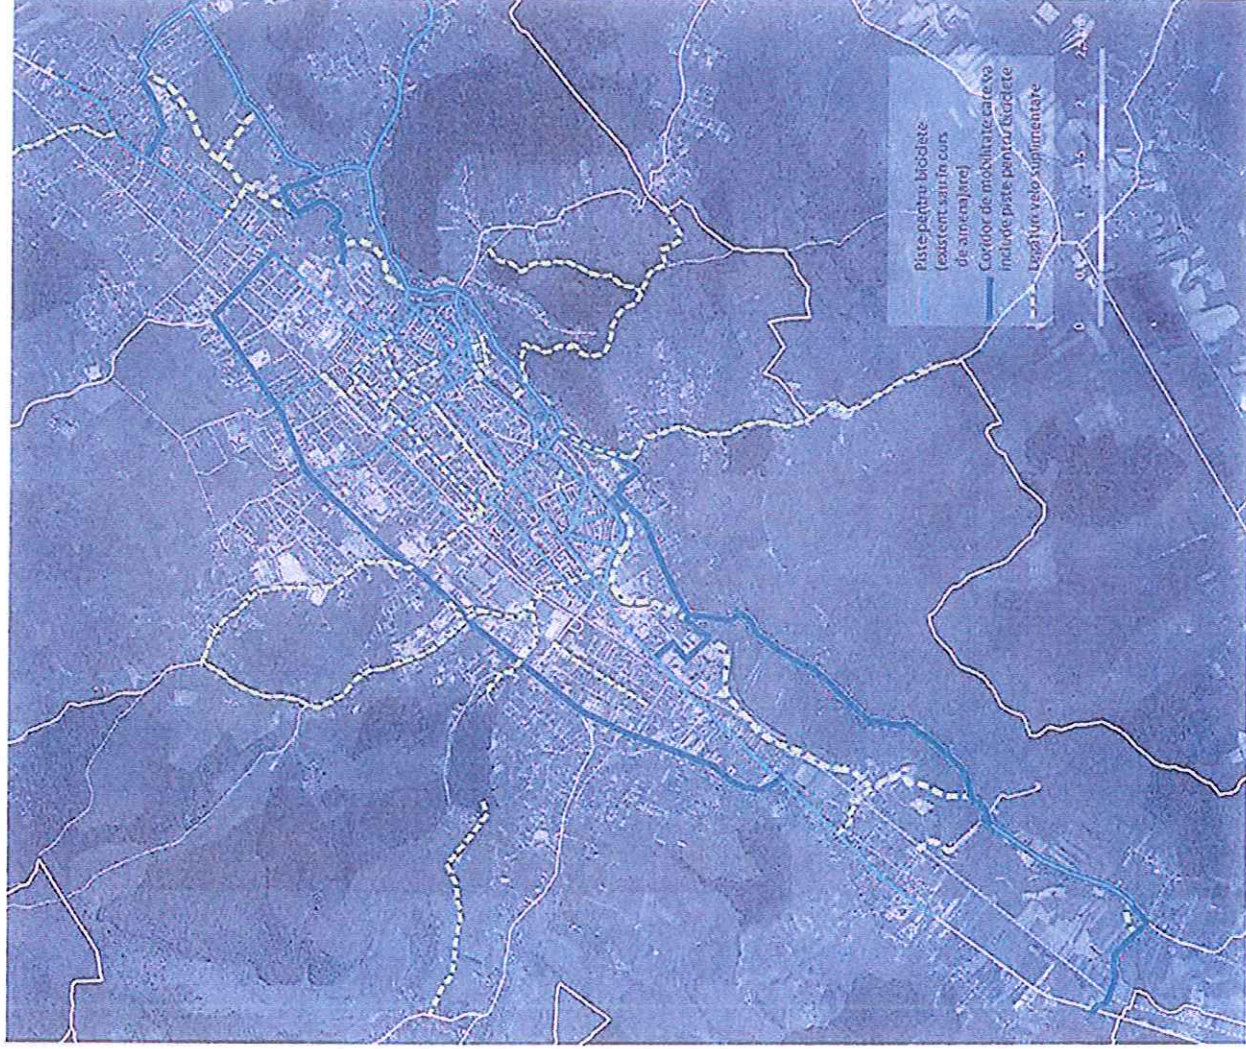 Piste pentru biciclete
(existent sau în curs
de amenajare)
Coridor de mobilitate care va
include piste pentru biciclete
Legături velo suplimentare